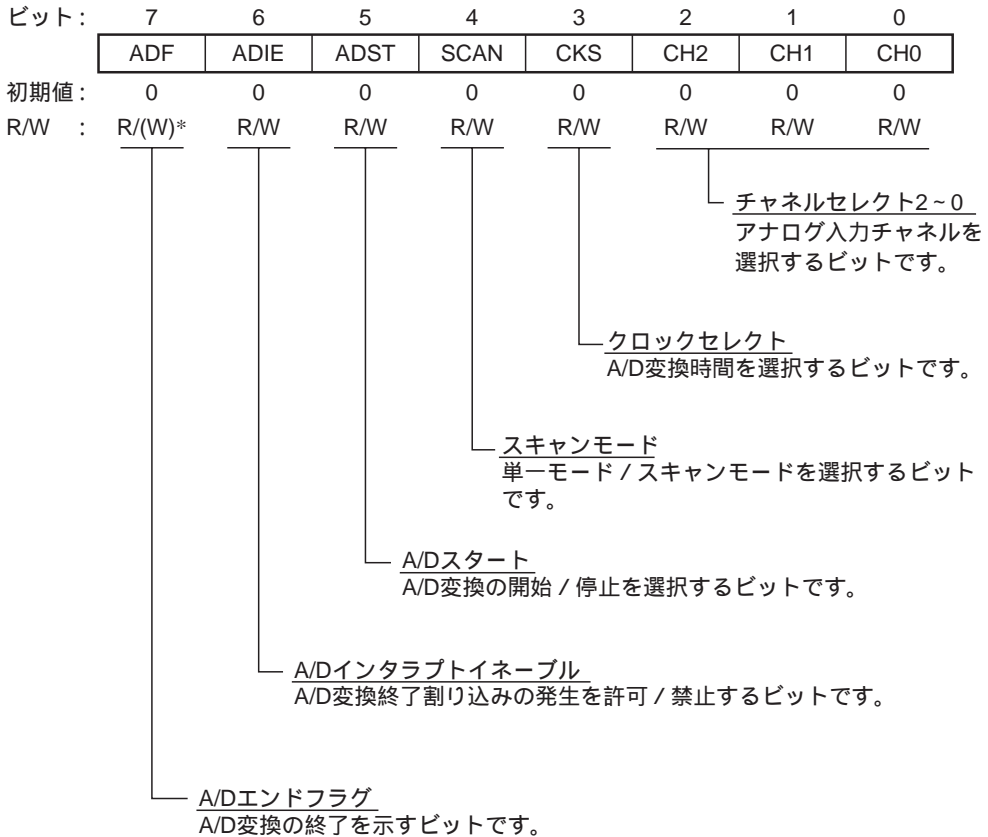 ビット : 7 6 5 4 3 2 1 0
ADF ADIE ADST SCAN CKS CH2 CH1 CH0
初期値 : 0 0 0 0 0 0 0 0
R/W : R/(W)* R/W R/W R/W R/W R/W R/W R/W
チャネルセレクト2~0
アナログ入力チャネルを
選択するビットです。
クロックセレクト
A/D変換時間を選択するビットです。
スキャンモード
単一モード / スキャンモードを選択するビット
です。
A/Dスタート
A/D変換の開始 / 停止を選択するビットです。
A/Dインタラプトイネーブル
A/D変換終了割り込みの発生を許可 / 禁止するビットです。
A/Dエンドフラグ
A/D変換の終了を示すビットです。